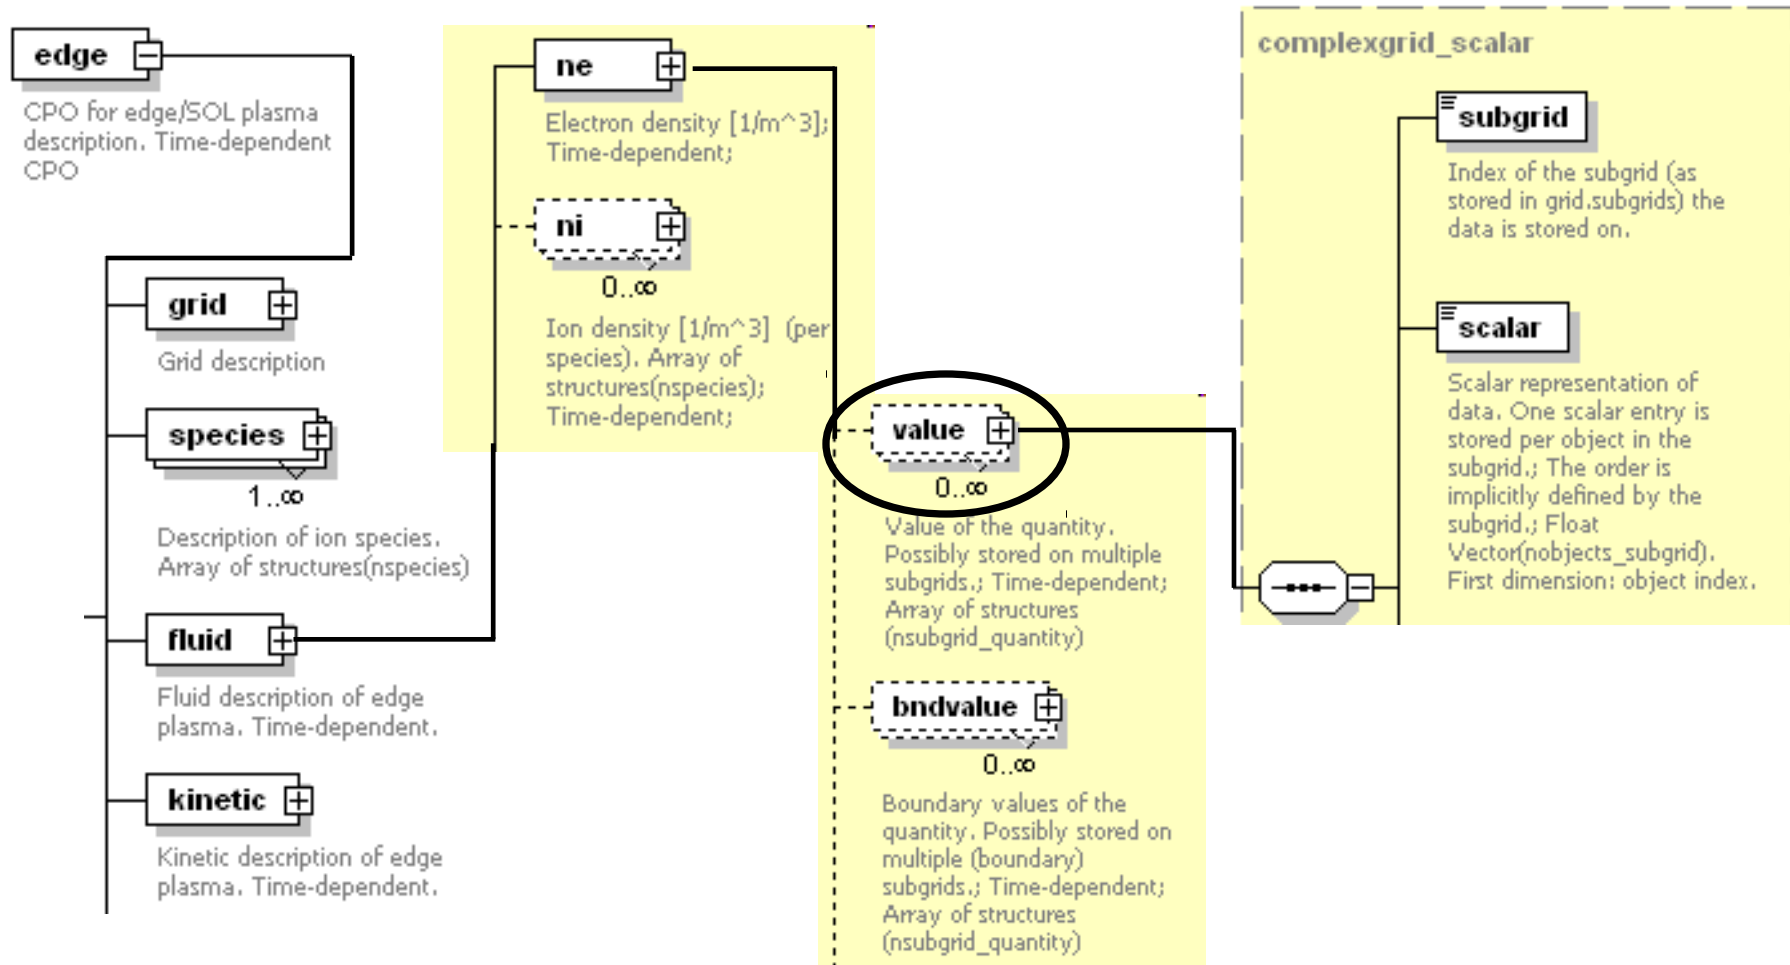 edge
CPO for edge/SOL plasma
description. Time-dependent
CPO
grid
Grid description
species
1..∞
Description of ion species.
Array of structures(nspecies)
fluid
Fluid description of edge
plasma. Time-dependent.
kinetic
Kinetic description of edge
plasma. Time-dependent.
ne
Electron density [1/m^3];
Time-dependent;
ni
0..∞
Ion density [1/m^3] (per
species). Array of
structures(nspecies);
Time-dependent;
value
0..∞
Value of the quantity.
Possibly stored on multiple
subgrids.; Time-dependent;
Array of structures
(nsubgrid_quantity)
bndvalue
0..∞
Boundary values of the
quantity. Possibly stored on
multiple (boundary)
subgrids.; Time-dependent;
Array of structures
(nsubgrid_quantity)
complexgrid_scalar
subgrid
Index of the subgrid (as
stored in grid.subgrids) the
data is stored on.
scalar
Scalar representation of
data. One scalar entry is
stored per object in the
subgrid.; The order is
implicitly defined by the
subgrid.; Float
Vector(nobjects_subgrid).
First dimension: object index.